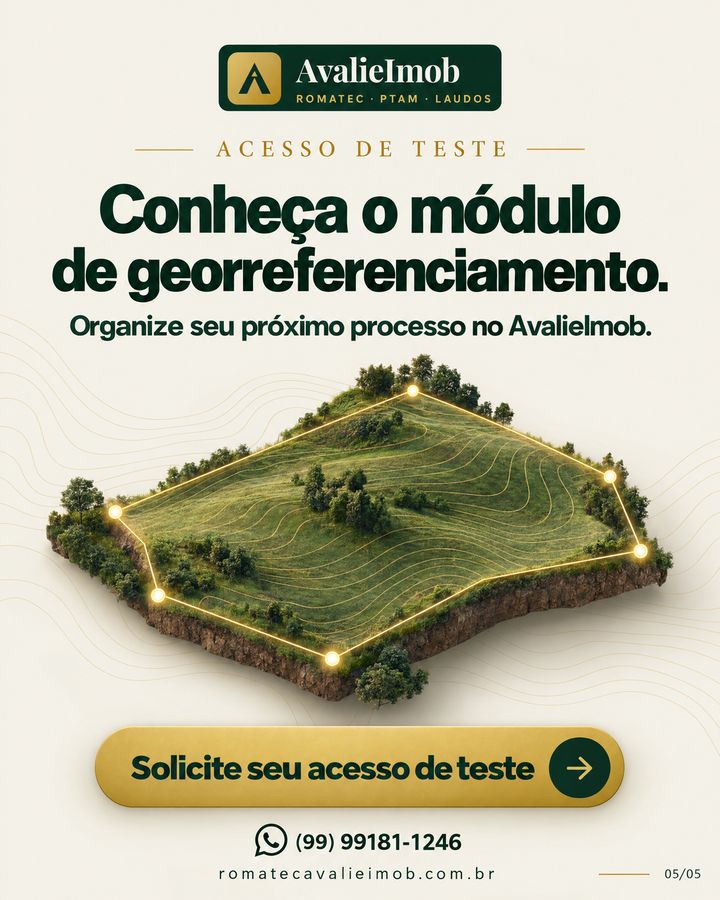 AvalieImob
ROMATEC · PTAM · LAUDOS
ACESSO DE TESTE
Conheça o módulo
de georreferenciamento.
Organize seu próximo processo no AvalieImob.
Solicite seu acesso de teste
(99) 99181-1246
romatecavalieimob.com.br
05/05